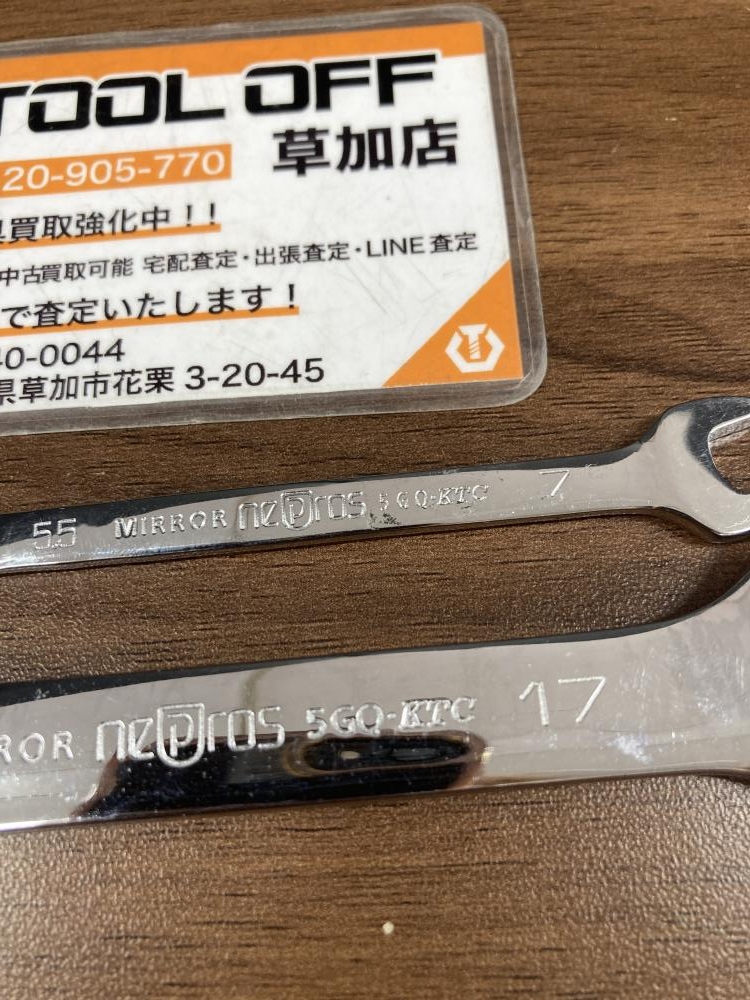 TOOL OFF
草加店
20-905-770
買取強化中！！
中古買取可能 宅配査定・出張査定・LINE査定
で査定いたします！
40-0044
県草加市花栗 3-20-45
55 MIRROR nepros 5GQ-KTC 7
ROR nepros 5GQ-KTC 17